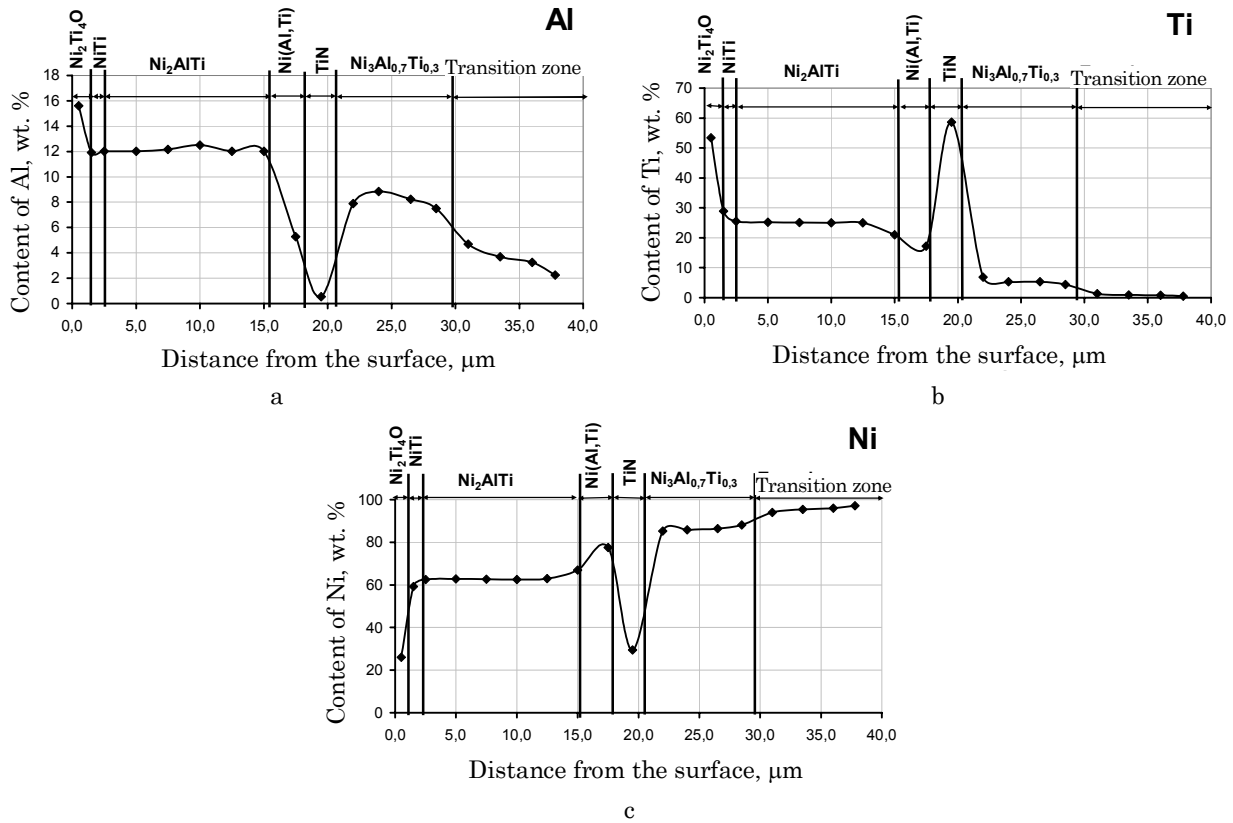 Al
Ni₂Ti₄O
NiTi
Ni₂AlTi
Ni(Al,Ti)
TiN
Ni₃Al₀,₇Ti₀,₃
Transition zone
Content of Al, wt. %
18
16
14
12
10
8
6
4
2
0
0,0 5,0 10,0 15,0 20,0 25,0 30,0 35,0 40,0
Distance from the surface, μm
a
Ti
Ni₂Ti₄O
NiTi
Ni₂AlTi
Ni(Al,Ti)
TiN
Ni₃Al₀,₇Ti₀,₃
Transition zone
Content of Ti, wt. %
70
60
50
40
30
20
10
0
0,0 5,0 10,0 15,0 20,0 25,0 30,0 35,0 40,0
Distance from the surface, μm
b
Ni
Ni₂Ti₄O
NiTi
Ni₂AlTi
Ni(Al,Ti)
TiN
Ni₃Al₀,₇Ti₀,₃
Transition zone
Content of Ni, wt. %
100
80
60
40
20
0
0,0 5,0 10,0 15,0 20,0 25,0 30,0 35,0 40,0
Distance from the surface, μm
c